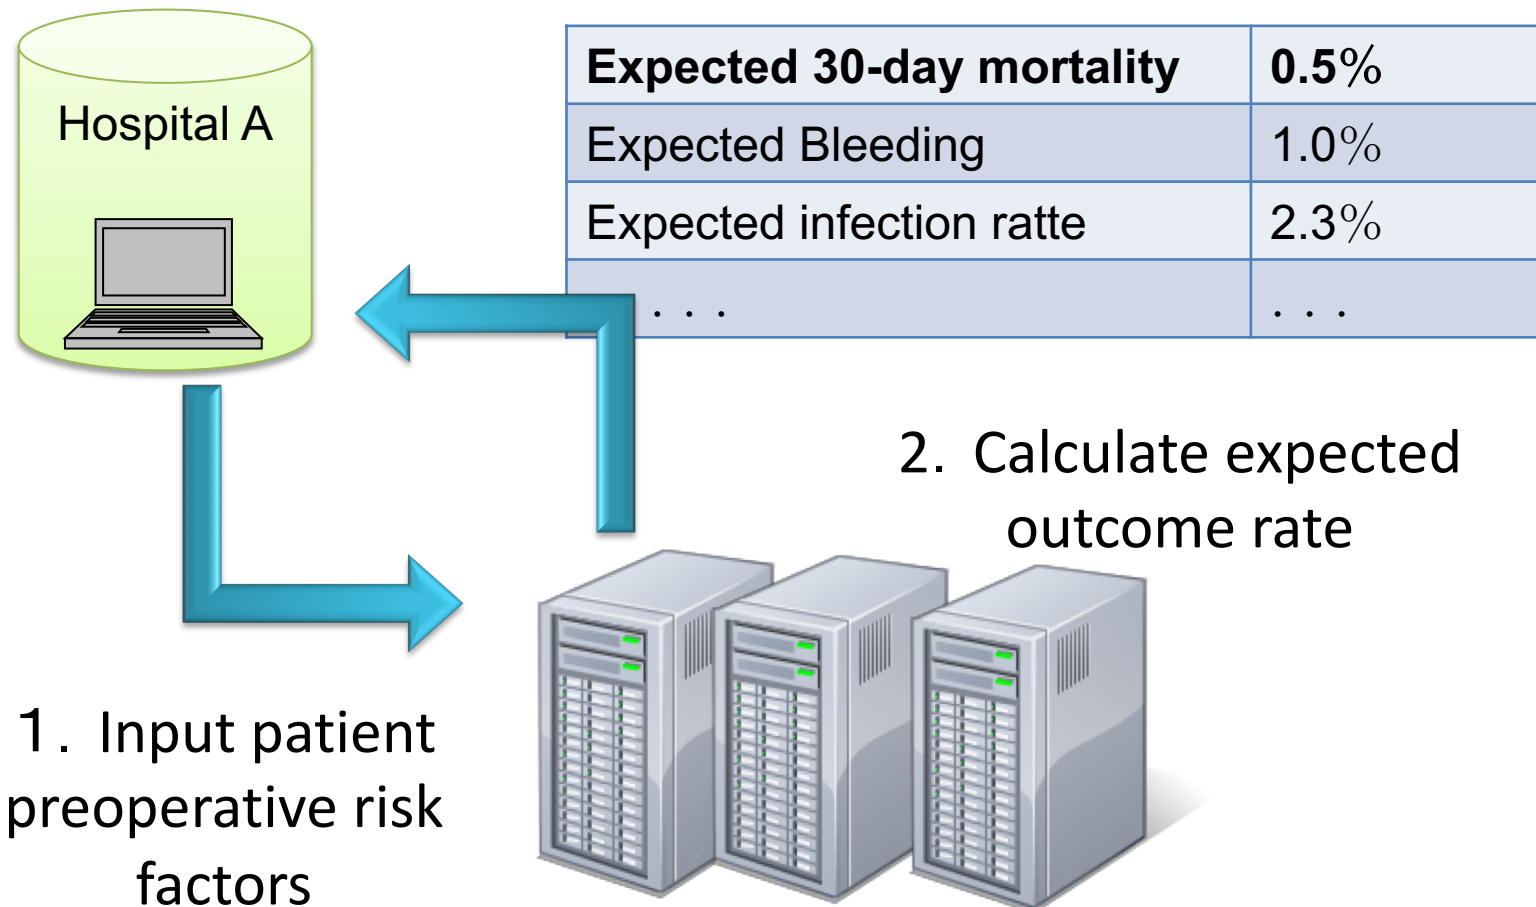 Hospital A
Expected 30-day mortality 0.5%
Expected Bleeding 1.0%
Expected infection ratte 2.3%
. . . . . .
2. Calculate expected
outcome rate
1. Input patient
preoperative risk
factors